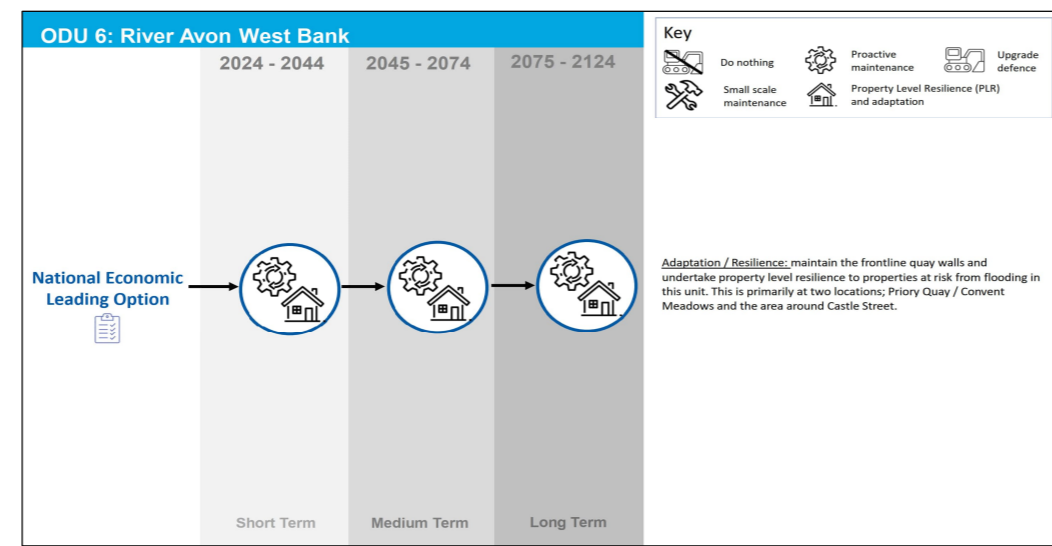 ODU 6: River Avon West Bank
2024 - 2044
2045 - 2074
2075 - 2124
Key
Do nothing
Proactive
maintenance
Upgrade
defence
Small scale
maintenance
Property Level Resilience (PLR)
and adaptation
National Economic
Leading Option
Adaptation / Resilience: maintain the frontline quay walls and
undertake property level resilience to properties at risk from flooding in
this unit. This is primarily at two locations; Priory Quay / Convent
Meadows and the area around Castle Street.
Short Term
Medium Term
Long Term